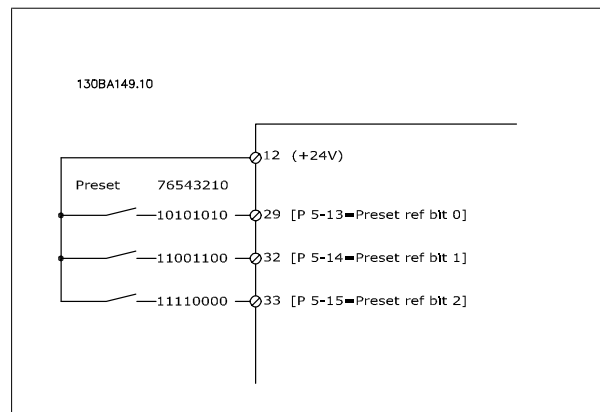 130BA149.10
12 (+24V)
Preset 76543210
10101010 29 [P 5-13=Preset ref bit 0]
11001100 32 [P 5-14=Preset ref bit 1]
11110000 33 [P 5-15=Preset ref bit 2]